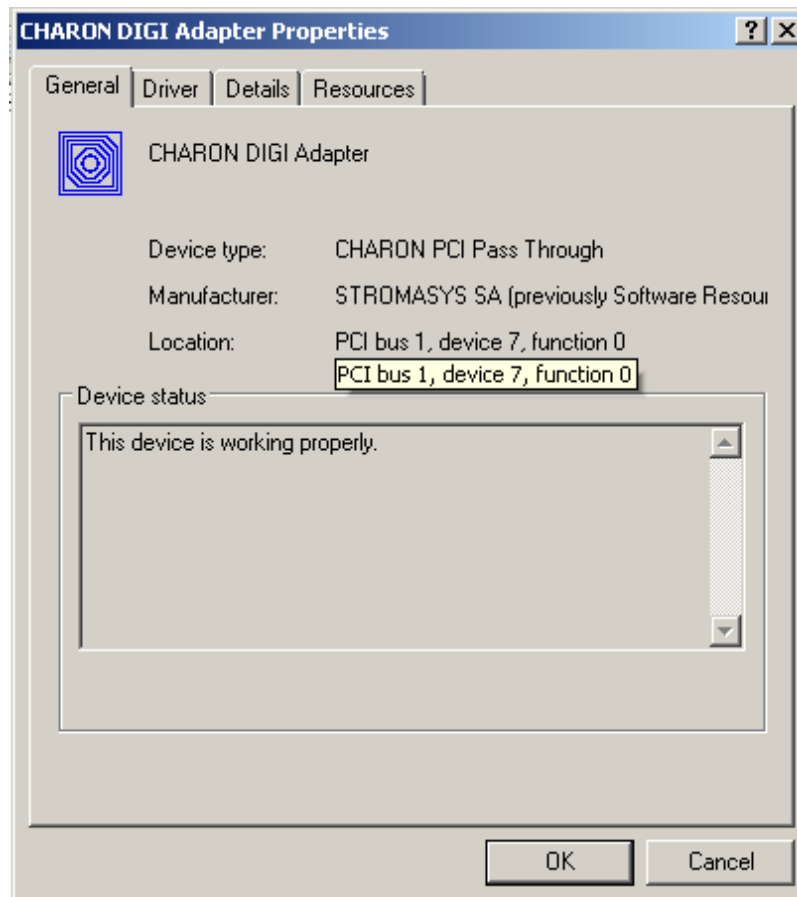 CHARON DIGI Adapter Properties
General Driver Details Resources
CHARON DIGI Adapter
Device type: CHARON PCI Pass Through
Manufacturer: STROMASYS SA (previously Software
Location: PCI bus 1, device 7, function 0
PCI bus 1, device 7, function 0
Device status
This device is working properly.
OK Cancel